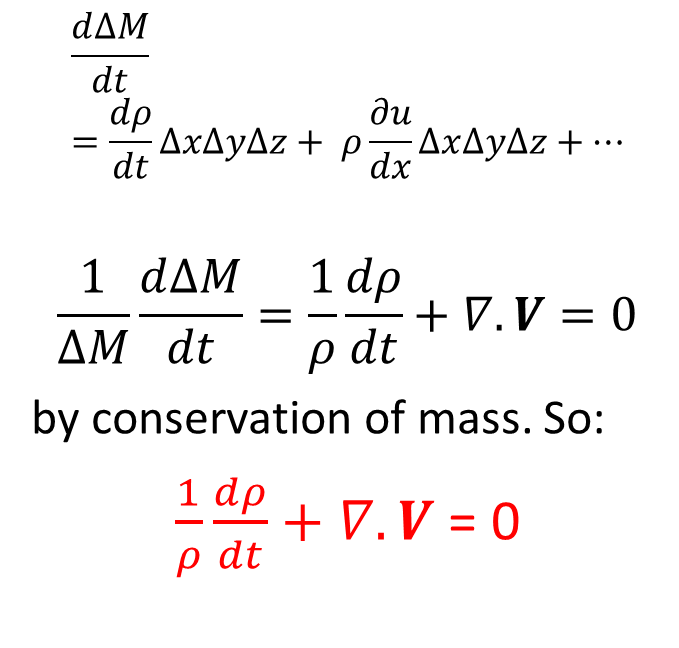 dΔM/dt
= dρ/dt ΔxΔyΔz + ρ ∂u/dx ΔxΔyΔz + ⋯
1/ΔM dΔM/dt = 1/ρ dρ/dt + ∇.V = 0
by conservation of mass. So:
1/ρ dρ/dt + ∇.V = 0